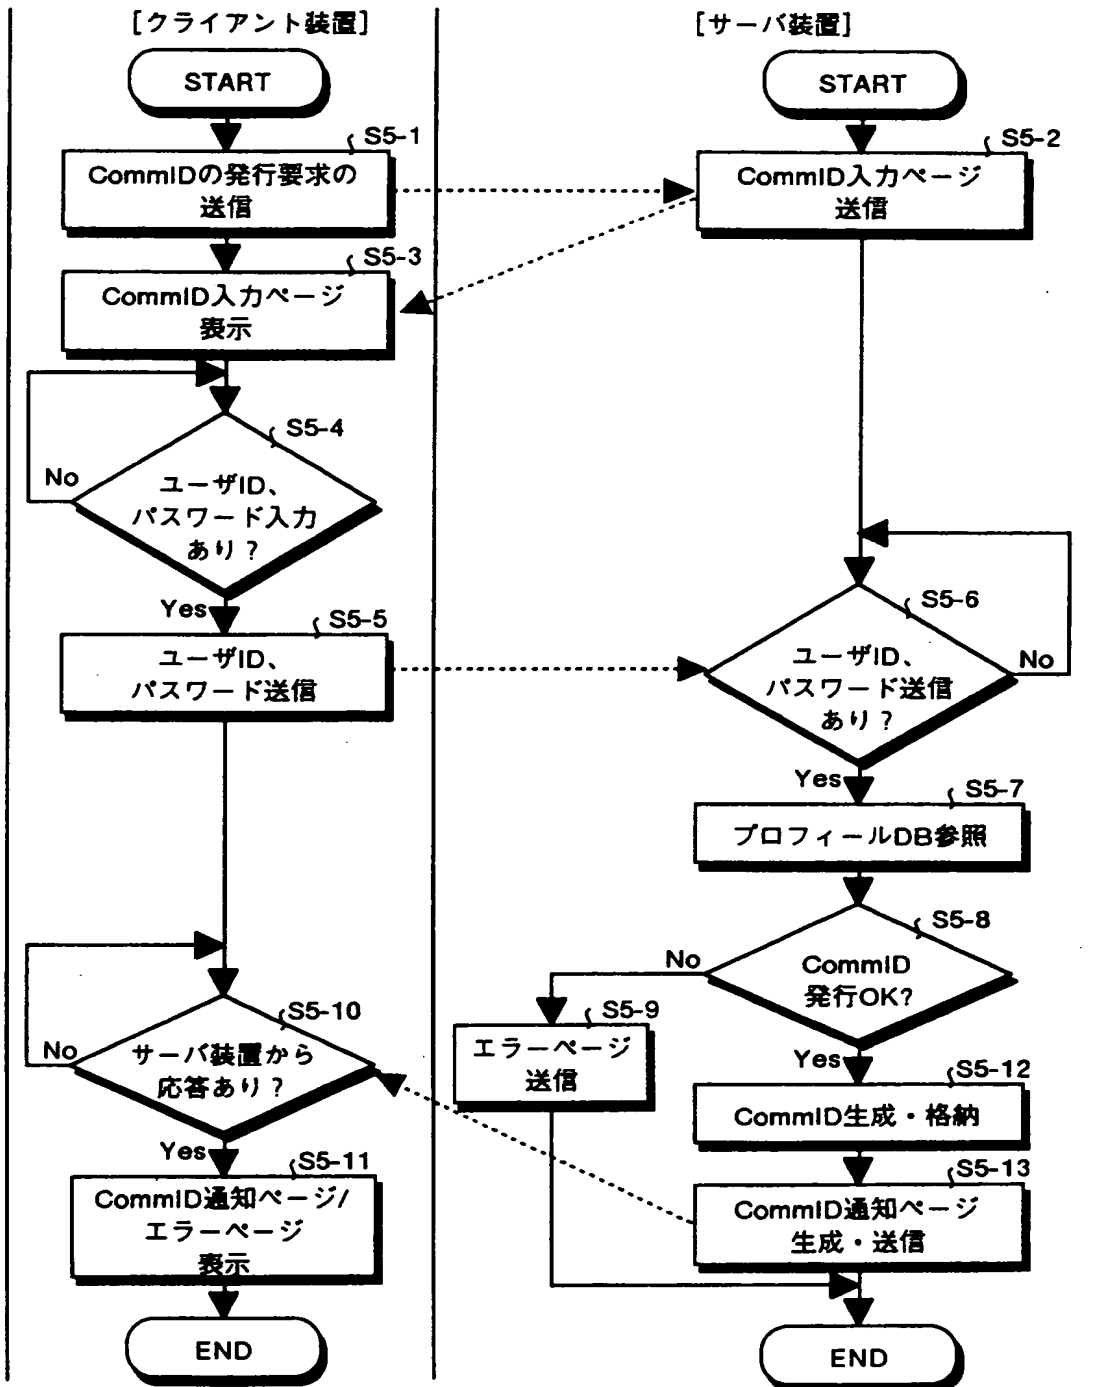 [クライアント装置]
START
S5-1
CommIDの発行要求の
送信
S5-3
CommID入力ページ
表示
S5-4
No
ユーザID、
パスワード入力
あり?
Yes
S5-5
ユーザID、
パスワード送信
S5-10
No
サーバ装置から
応答あり?
Yes
S5-11
CommID通知ページ/
エラーページ
表示
END
[サーバ装置]
START
S5-2
CommID入力ページ
送信
S5-6
No
ユーザID、
パスワード送信
あり?
Yes
S5-7
プロフィールDB参照
S5-8
No
CommID
発行OK?
S5-9
エラーページ
送信
Yes
S5-12
CommID生成・格納
S5-13
CommID通知ページ
生成・送信
END